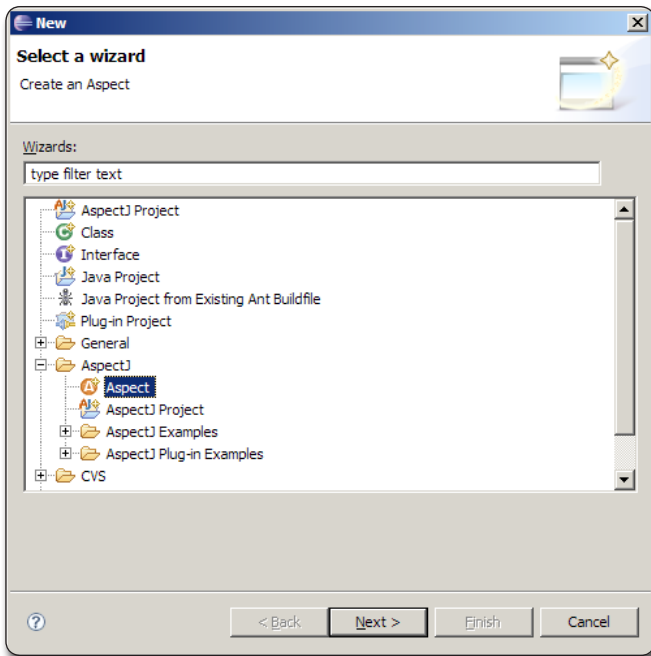 New
Select a wizard
Create an Aspect
Wizards:
type filter text
AspectJ Project
Class
Interface
Java Project
Java Project from Existing Ant Buildfile
Plug-in Project
General
AspectJ
Aspect
AspectJ Project
AspectJ Examples
AspectJ Plug-in Examples
CVS
< Back Next > Finish Cancel